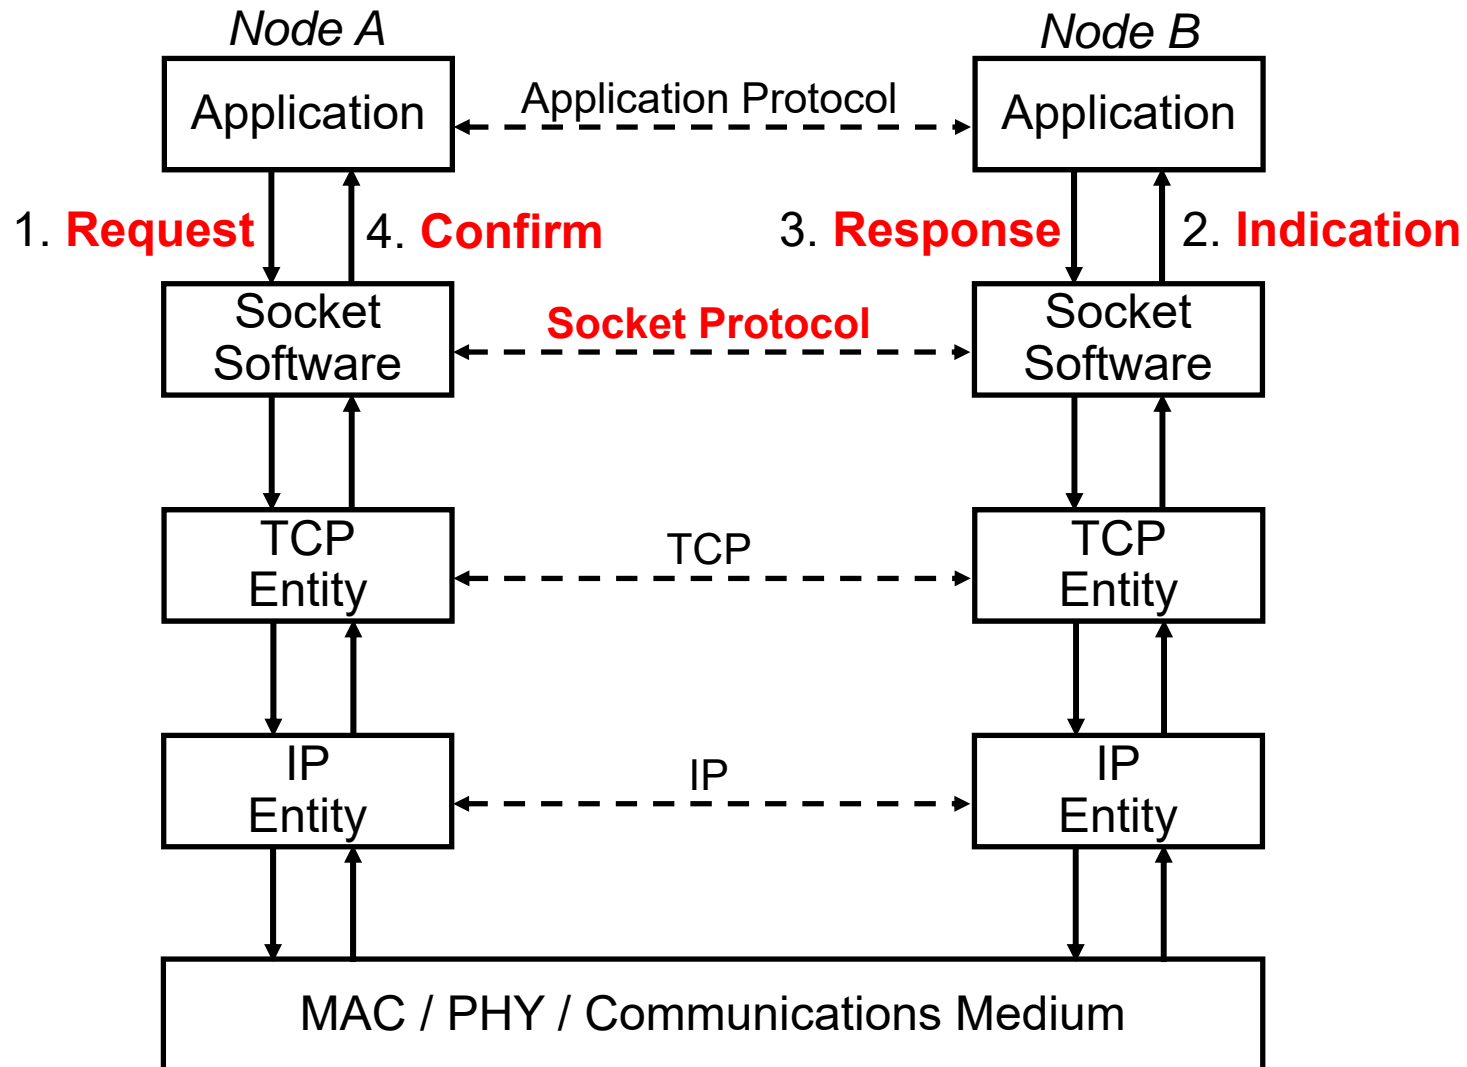 Node A
Node B
Application
Application Protocol
Application
1. Request
4. Confirm
3. Response
2. Indication
Socket
Software
Socket Protocol
Socket
Software
TCP
Entity
TCP
TCP
Entity
IP
Entity
IP
IP
Entity
MAC / PHY / Communications Medium